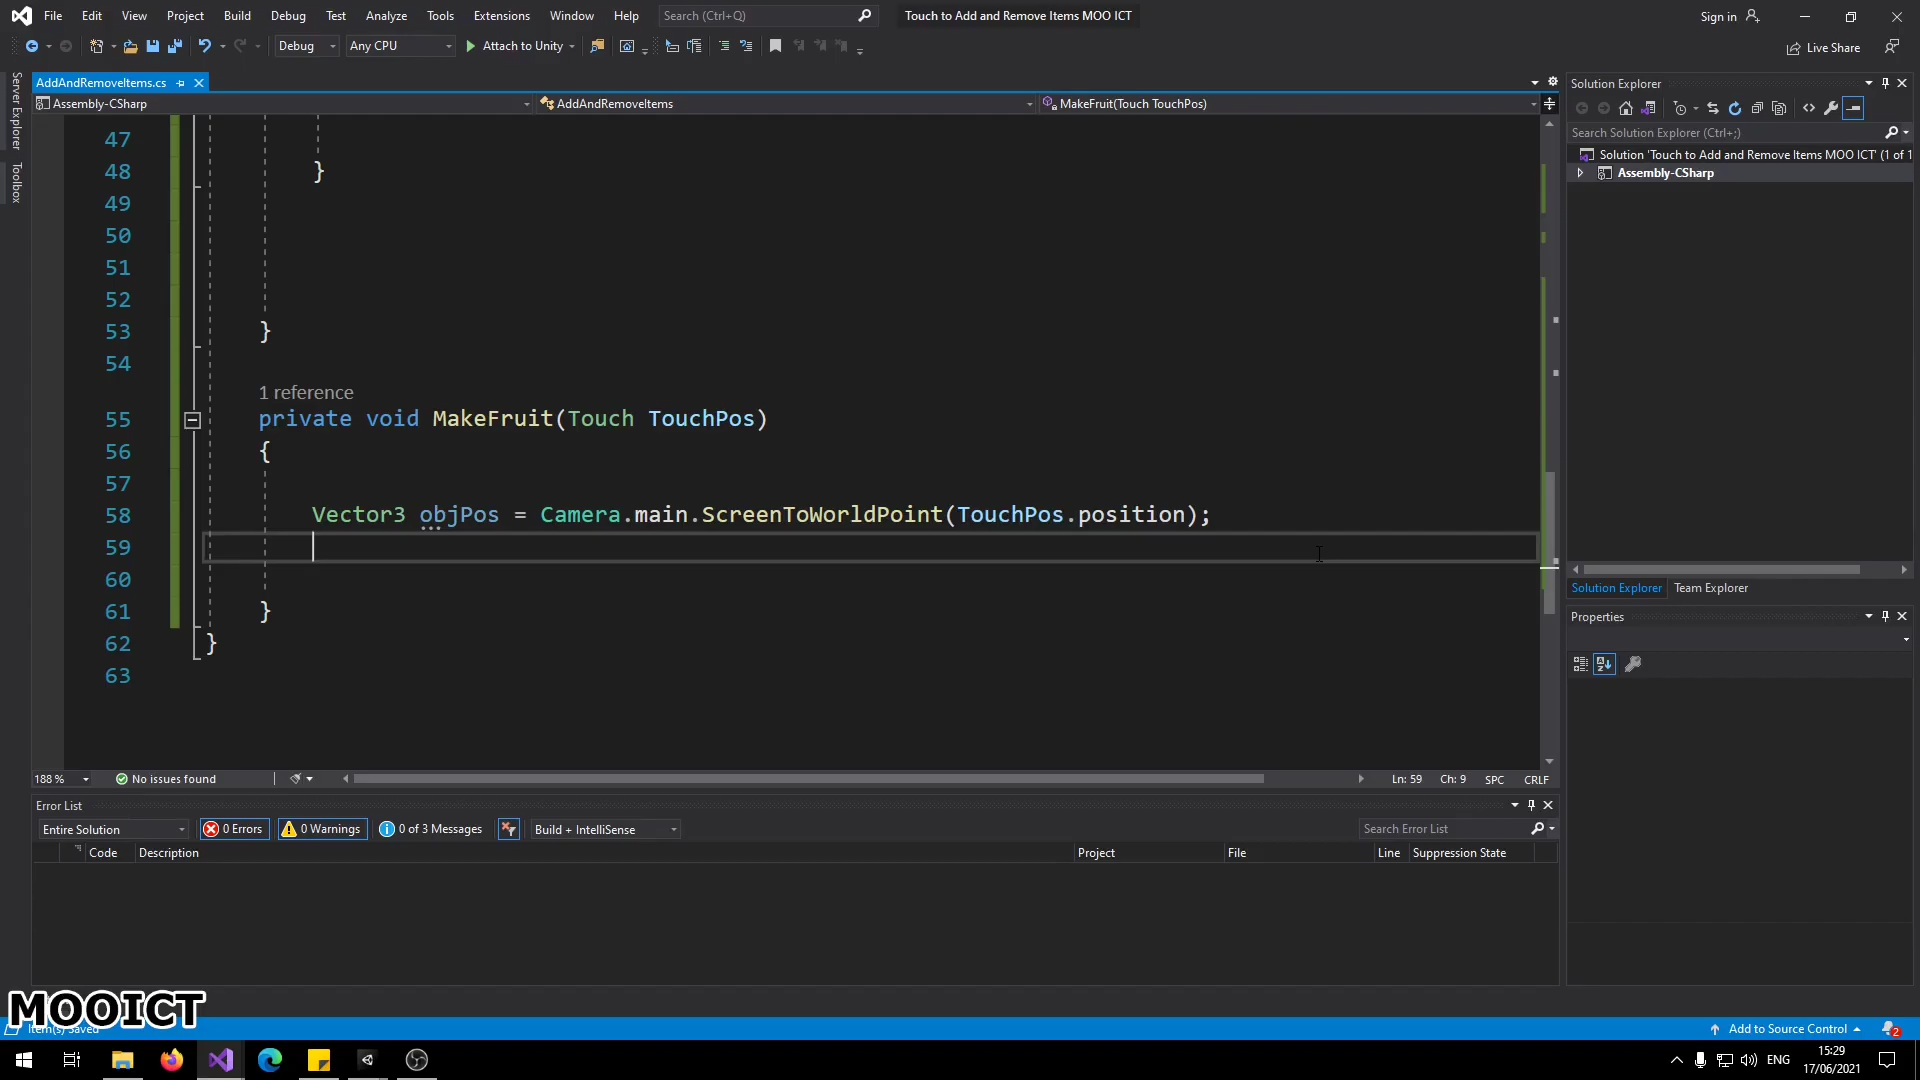 File Edit View Project Build Debug Test Analyze Tools Extensions Window Help Search (Ctrl+Q) Touch to Add and Remove Items MOO ICT Sign in
Debug Any CPU Attach to Unity Live Share
Server Explorer
Toolbox
AddAndRemoveItems.cs
Assembly-CSharp AddAndRemoveItems MakeFruit(Touch TouchPos)
47
48 }
49
50
51
52
53 }
54
1 reference
55 private void MakeFruit(Touch TouchPos)
56 {
57
58 Vector3 objPos = Camera.main.ScreenToWorldPoint(TouchPos.position);
59
60
61 }
62 }
63
188 % No issues found Ln: 59 Ch: 9 SPC CRLF
Solution Explorer
Search Solution Explorer (Ctrl+;)
Solution 'Touch to Add and Remove Items MOO ICT' (1 of 1
Assembly-CSharp
Solution Explorer Team Explorer
Properties
Error List
Entire Solution 0 Errors 0 Warnings 0 of 3 Messages Build + IntelliSense Search Error List
Code Description Project File Line Suppression State
MOOICT
Item(s) Saved Add to Source Control 2
ENG 15:29
17/06/2021